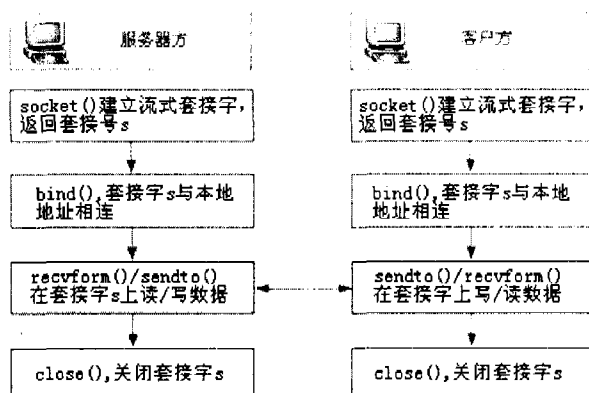 服务器方
客户方
socket()建立流式套接字,
返回套接号s
socket()建立流式套接字,
返回套接号s
bind(),套接字s与本地
地址相连
bind(),套接字s与本地
地址相连
recvform()/sendto()
在套接字s上读/写数据
sendto()/recvform()
在套接字上写/读数据
close(),关闭套接字s
close(),关闭套接字s